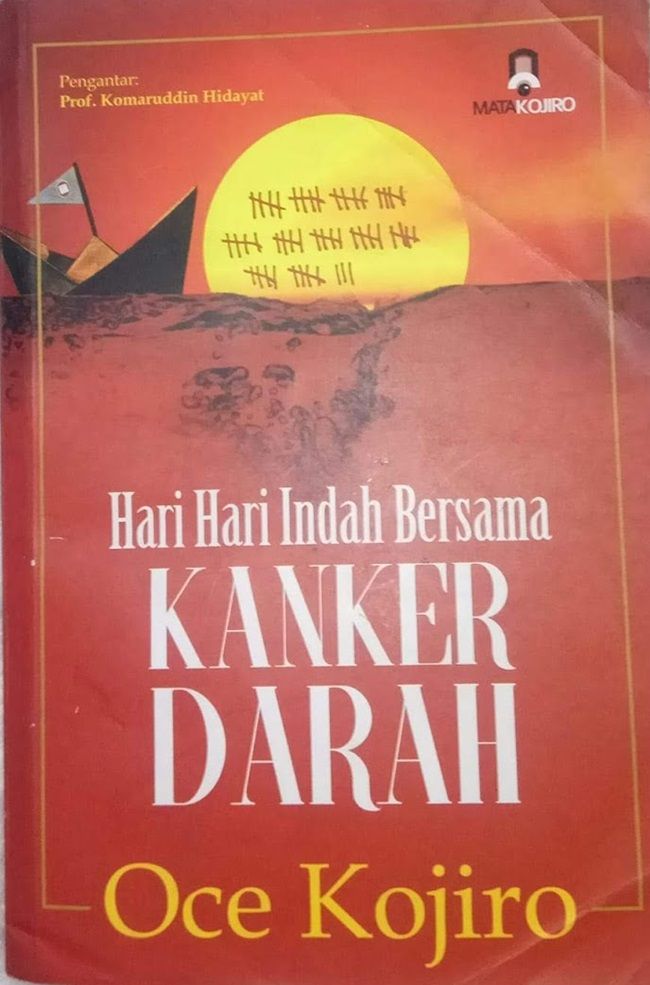 Pengantar:
Prof. Komaruddin Hidayat
MATAKOJIRO
Hari Hari Indah Bersama
KANKER
DARAH
Oce Kojiro